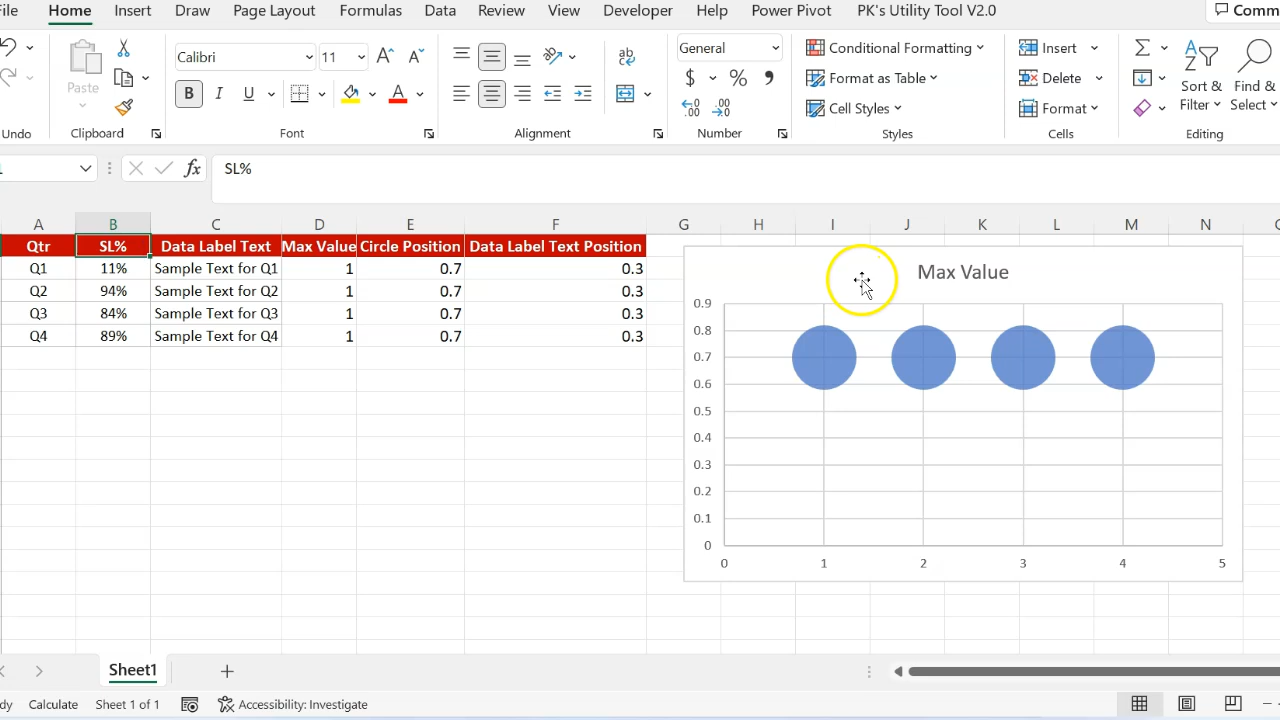 File Home Insert Draw Page Layout Formulas Data Review View Developer Help Power Pivot PK's Utility Tool V2.0
Calibri 11 General Conditional Formatting Insert
Paste B I U A $ % Format as Table Delete Sort & Find &
Cell Styles Format Filter Select
Undo Clipboard Font Alignment Number Styles Cells Editing
fx SL%
A B C D E F G H I J K L M N
Qtr SL% Data Label Text Max Value Circle Position Data Label Text Position
Q1 11% Sample Text for Q1 1 0.7 0.3
Q2 94% Sample Text for Q2 1 0.7 0.3
Q3 84% Sample Text for Q3 1 0.7 0.3
Q4 89% Sample Text for Q4 1 0.7 0.3
Max Value
0.9
0.8
0.7
0.6
0.5
0.4
0.3
0.2
0.1
0
0 1 2 3 4 5
Sheet1
Calculate Sheet 1 of 1 Accessibility: Investigate